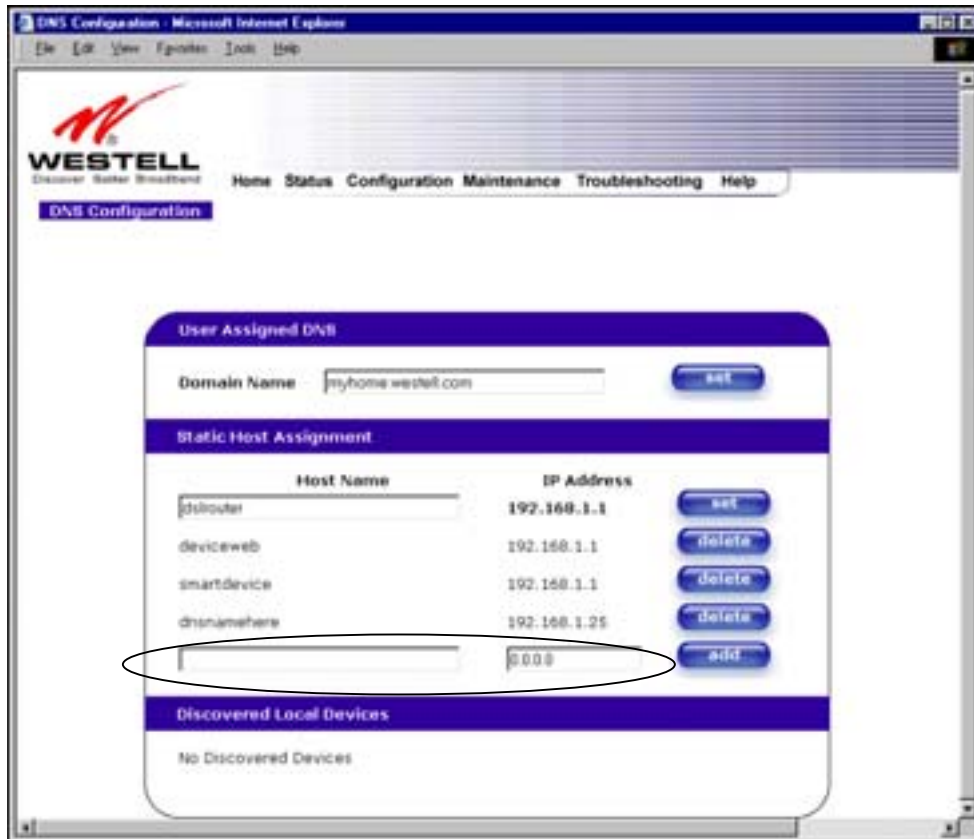 DNS Configuration - Microsoft Internet Explorer
File Edit View Favorites Tools Help
WESTELL
Discover Better Broadband
Home Status Configuration Maintenance Troubleshooting Help
DNS Configuration
User Assigned DNS
Domain Name myhome.westell.com set
Static Host Assignment
Host Name IP Address
dslrouter 192.168.1.1 set
deviceweb 192.168.1.1 delete
smartdevice 192.168.1.1 delete
dnsnamehere 192.168.1.25 delete
0.0.0.0 add
Discovered Local Devices
No Discovered Devices